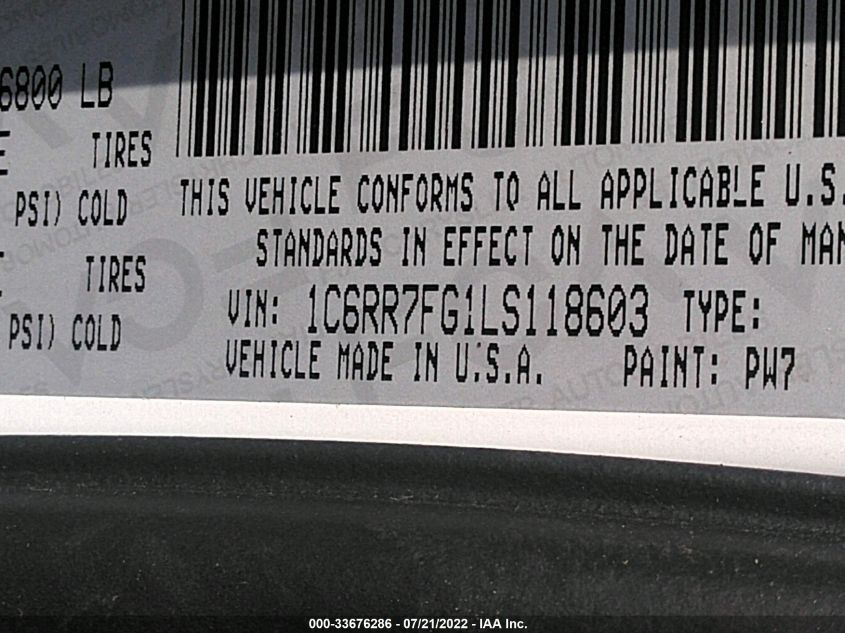 6800 LB
TIRES
PSI) COLD
TIRES
PSI) COLD
THIS VEHICLE CONFORMS TO ALL APPLICABLE U.S.
STANDARDS IN EFFECT ON THE DATE OF MAN
VIN: 1C6RR7FG1LS118603 TYPE:
VEHICLE MADE IN U.S.A. PAINT: PW7
000-33676286 - 07/21/2022 - IAA Inc.